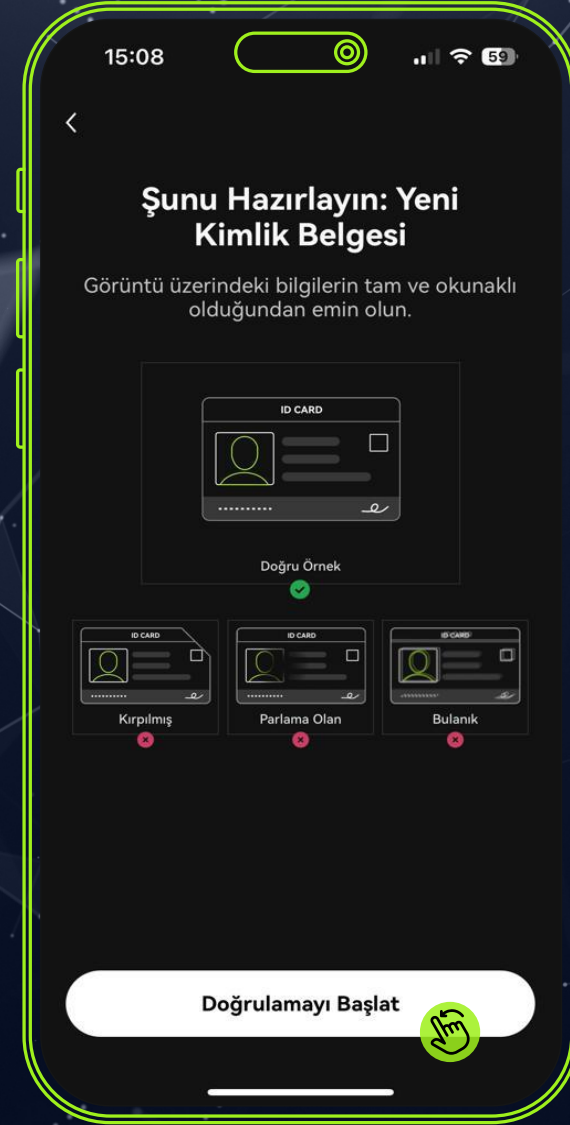 15:08
59
Şunu Hazırlayın: Yeni
Kimlik Belgesi
Görüntü üzerindeki bilgilerin tam ve okunaklı
olduğundan emin olun.
ID CARD
Doğru Örnek
ID CARD
ID CARD
ID CARD
Kırpılmış
Parlama Olan
Bulanık
Doğrulamayı Başlat